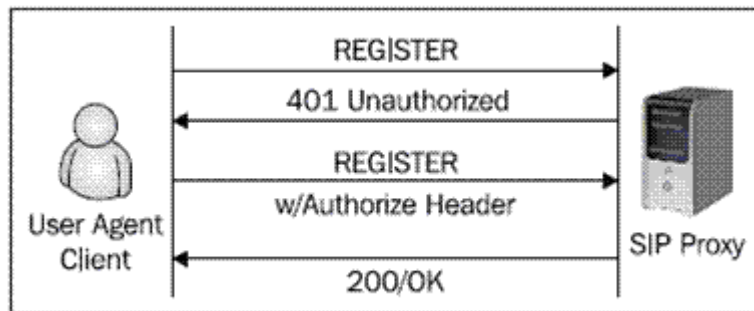 REGISTER
401 Unauthorized
REGISTER
w/Authorize Header
User Agent
Client
SIP Proxy
200/OK